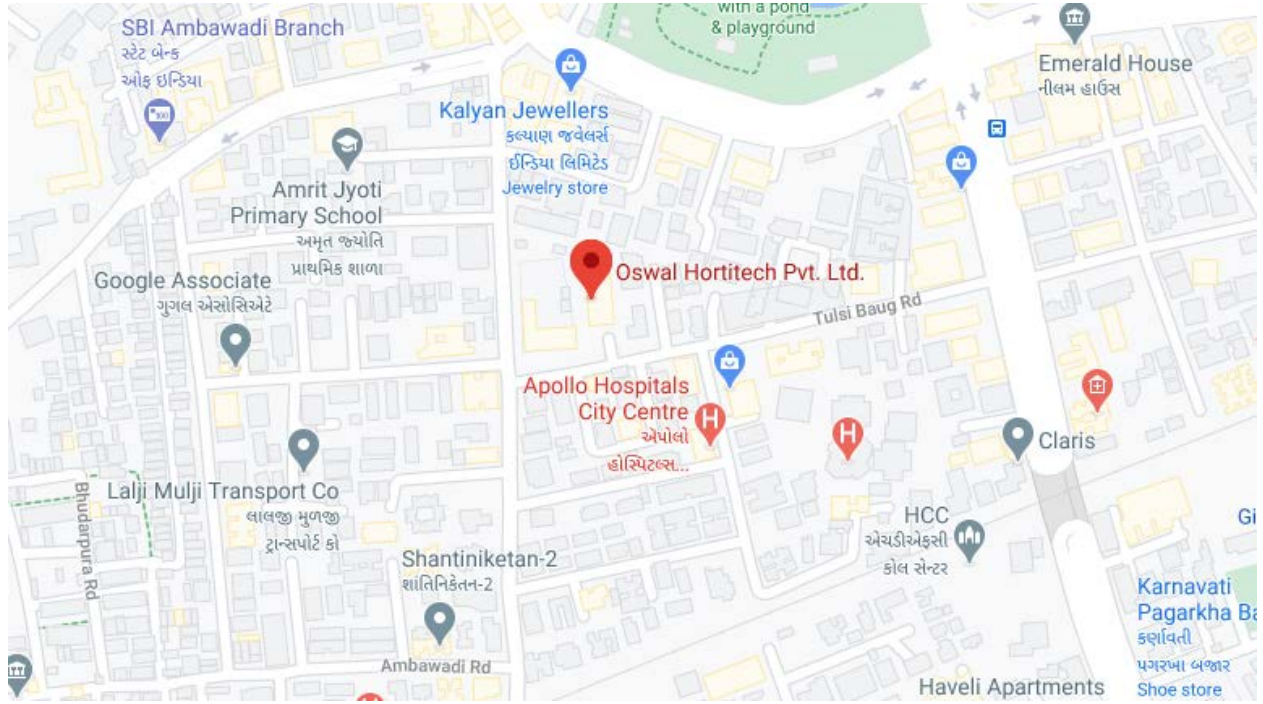 with a pond
& playground
SBI Ambawadi Branch
સ્ટેટ બેન્ક
ઓફ ઇન્ડિયા
Emerald House
નીલમ હાઉસ
Kalyan Jewellers
કલ્યાણ જ્વેલર્સ
ઈન્ડિયા લિમિટેડ
Jewelry store
Amrit Jyoti
Primary School
અમૃત જ્યોતિ
પ્રાથમિક શાળા
Oswal Hortitech Pvt. Ltd.
Google Associate
ગુગલ એસોસિએટે
Tulsi Baug Rd
Apollo Hospitals
City Centre
એપોલો
હોસ્પિટલ્સ...
Claris
Lalji Mulji Transport Co
લાલજી મુળજી
ટ્રાન્સપોર્ટ કો
Bhudarpura Rd
HCC
એચડીએફસી
કોલ સેન્ટર
Gi
Shantiniketan-2
શાંતિનિકેતન-2
Karnavati
Pagarkha Ba
કર્ણાવતી
પગરખા બજાર
Shoe store
Ambawadi Rd
Haveli Apartments